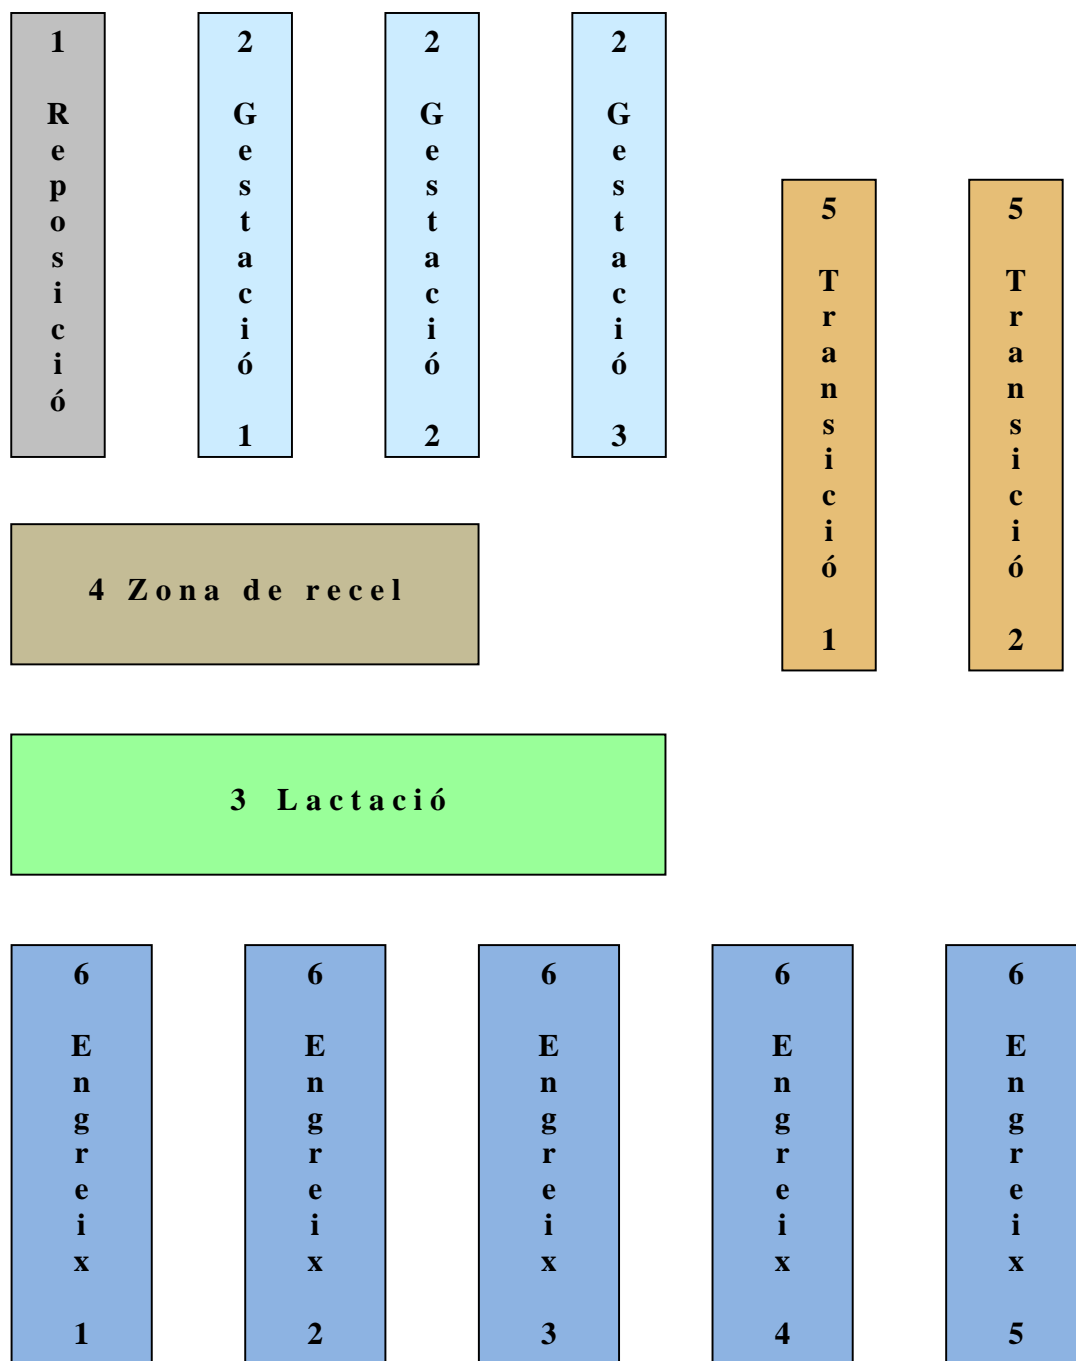 1 Reposició
2 Gestació 1
2 Gestació 2
2 Gestació 3
5 Transició 1
5 Transició 2
4 Zona de recel
3 Lactació
6 Engreix 1
6 Engreix 2
6 Engreix 3
6 Engreix 4
6 Engreix 5